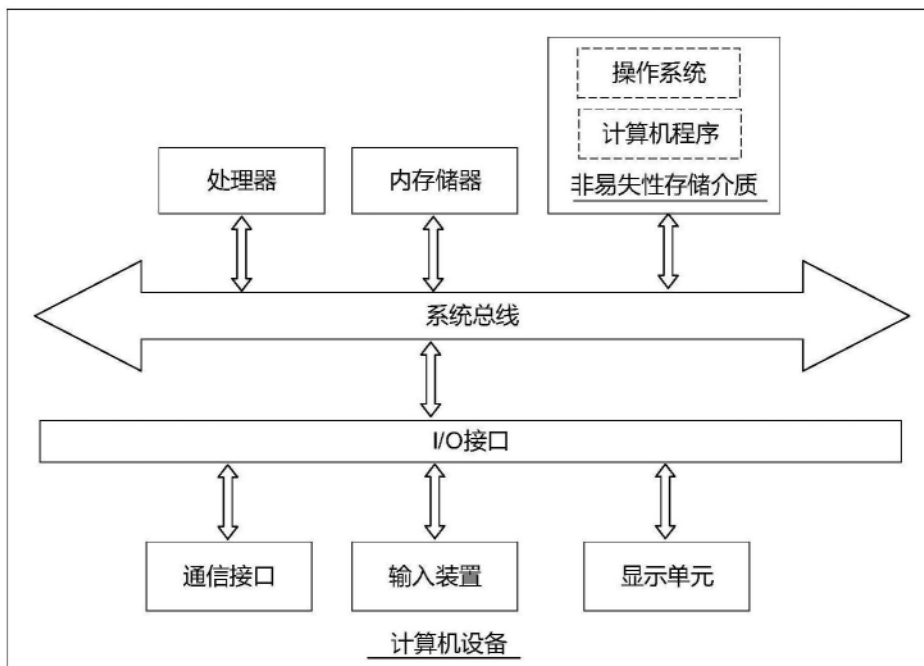 操作系统
计算机程序
非易失性存储介质
处理器
内存储器
系统总线
I/O接口
通信接口
输入装置
显示单元
计算机设备